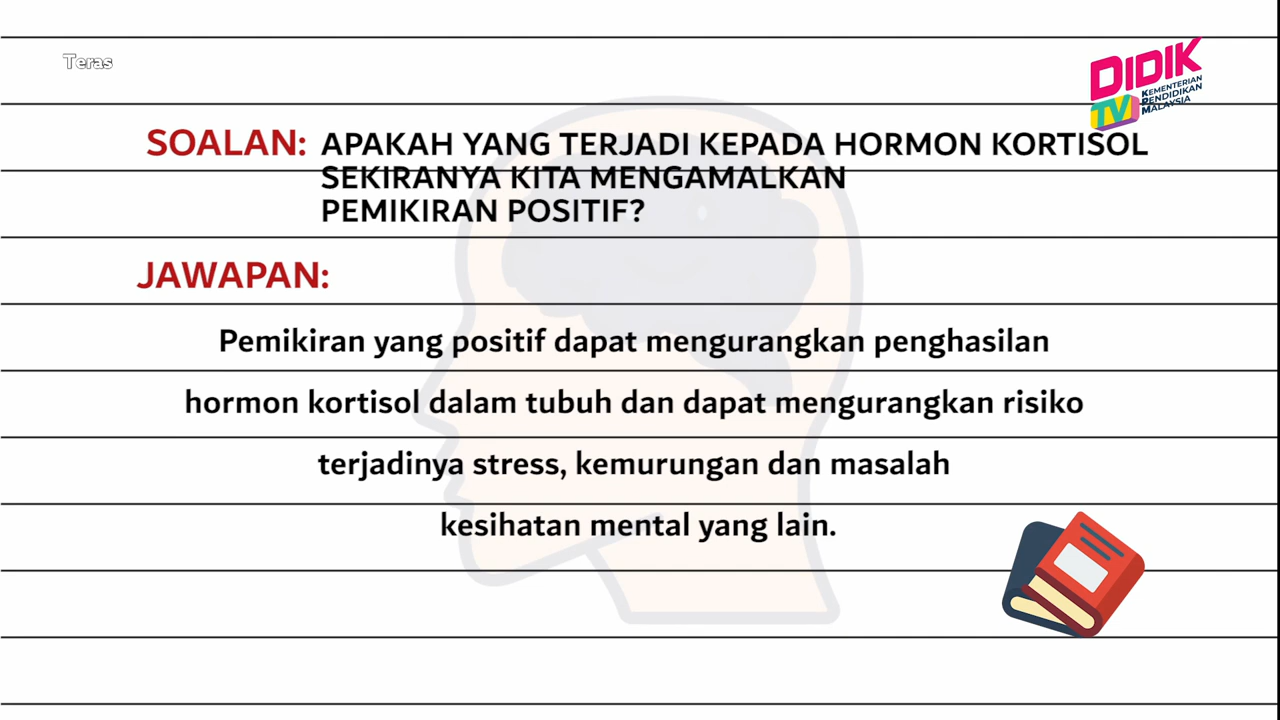 Teras
DIDIK
TV
KEMENTERIAN
PENDIDIKAN
MALAYSIA
SOALAN: APAKAH YANG TERJADI KEPADA HORMON KORTISOL
SEKIRANYA KITA MENGAMALKAN
PEMIKIRAN POSITIF?
JAWAPAN:
Pemikiran yang positif dapat mengurangkan penghasilan
hormon kortisol dalam tubuh dan dapat mengurangkan risiko
terjadinya stress, kemurungan dan masalah
kesihatan mental yang lain.